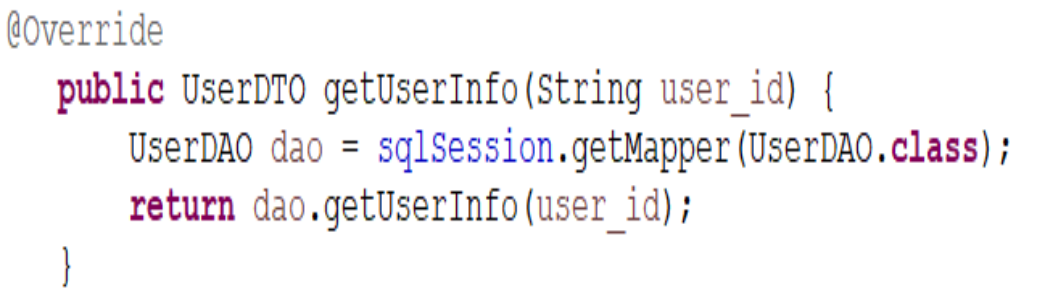 @Override
public UserDTO getUserInfo(String user_id) {
UserDAO dao = sqlSession.getMapper(UserDAO.class);
return dao.getUserInfo(user_id);
}